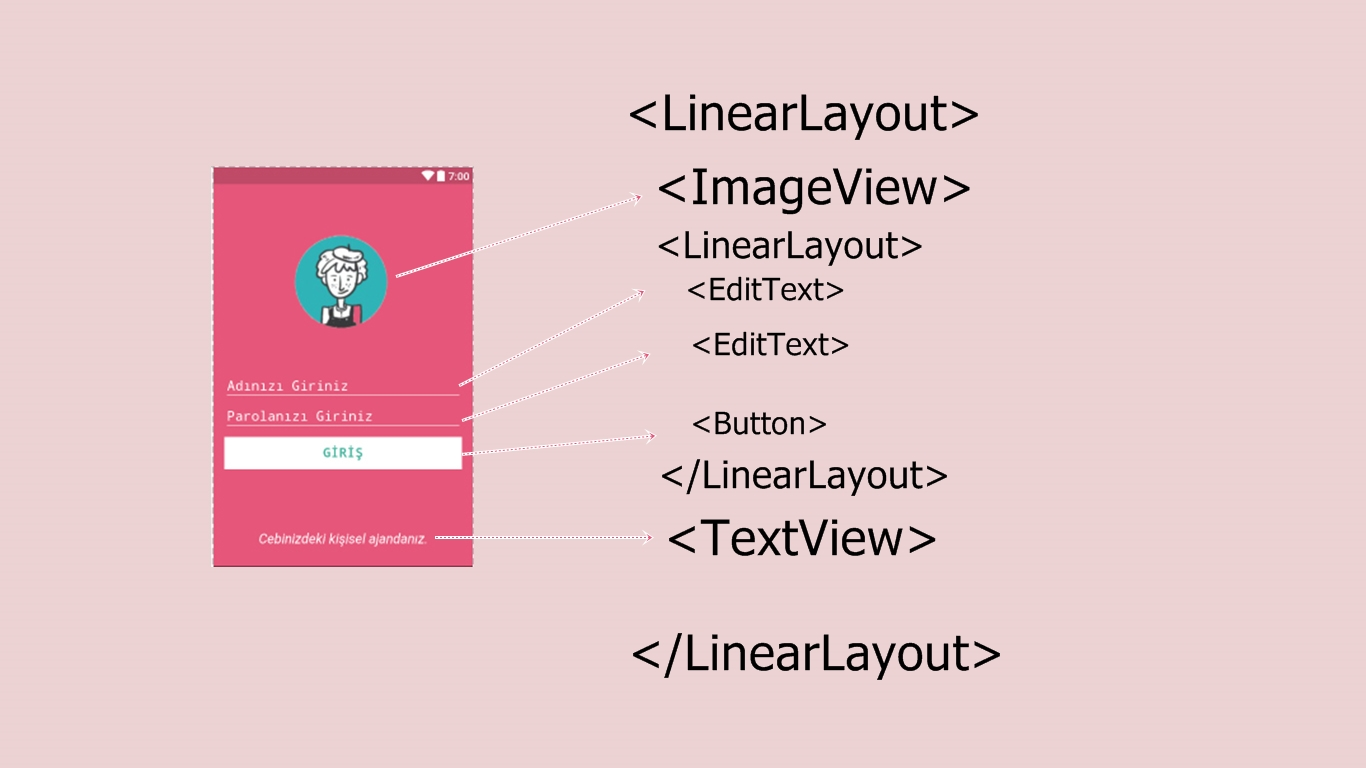 7:00
Adınızı Giriniz
Parolanızı Giriniz
GİRİŞ
Cebinizdeki kişisel ajandanız.
<LinearLayout>
<ImageView>
<LinearLayout>
<EditText>
<EditText>
<Button>
</LinearLayout>
<TextView>
</LinearLayout>